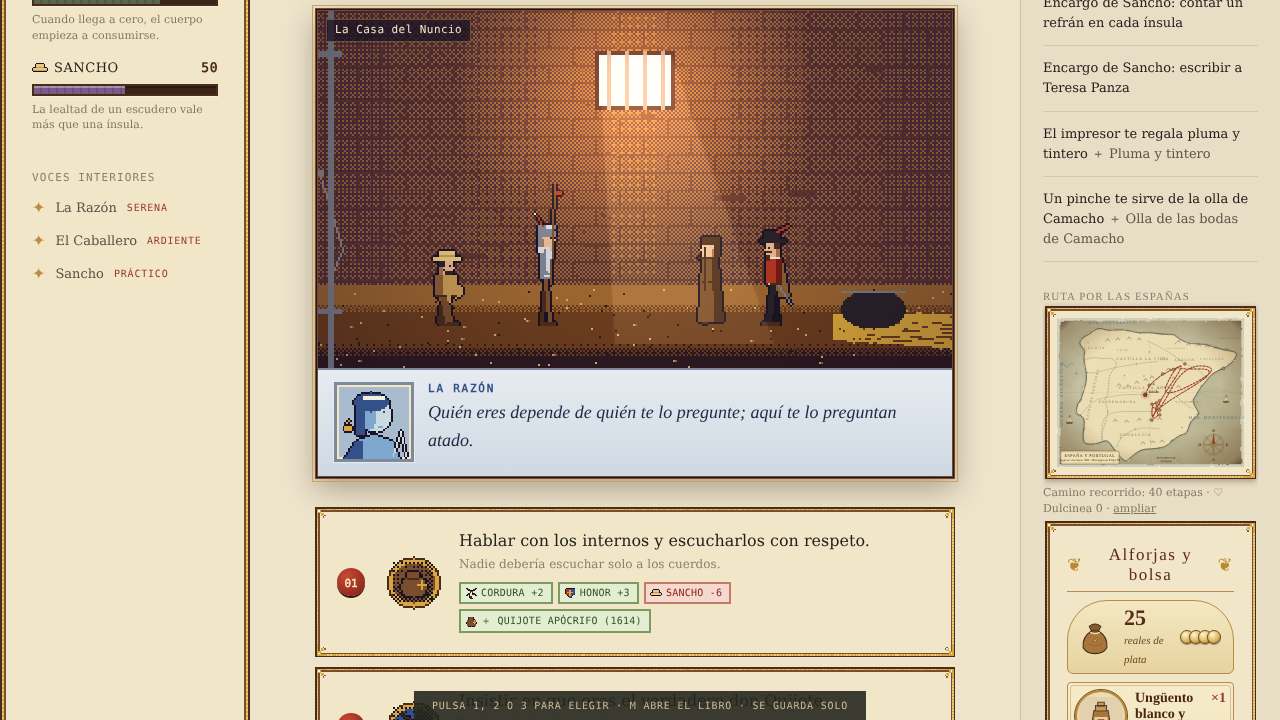 Cuando llega a cero, el cuerpo
empieza a consumirse.
SANCHO 50
La lealtad de un escudero vale
más que una ínsula.
VOCES INTERIORES
La Razón SERENA
El Caballero ARDIENTE
Sancho PRÁCTICO
La Casa del Nuncio
LA RAZÓN
Quién eres depende de quién te lo pregunte; aquí te lo preguntan
atado.
01
Hablar con los internos y escucharlos con respeto.
Nadie debería escuchar solo a los cuerdos.
CORDURA +2 HONOR +3 SANCHO -6
+ QUIJOTE APÓCRIFO (1614)
PULSA 1, 2 O 3 PARA ELEGIR · M ABRE EL LIBRO · SE GUARDA SOLO
Encargo de Sancho: contar un
refrán en cada ínsula
Encargo de Sancho: escribir a
Teresa Panza
El impresor te regala pluma y
tintero + Pluma y tintero
Un pinche te sirve de la olla de
Camacho + Olla de las bodas
de Camacho
RUTA POR LAS ESPAÑAS
ESPAÑA Y PORTUGAL
Camino recorrido: 40 etapas · ♡
Dulcinea 0 · ampliar
Alforjas y
bolsa
25
reales de
plata
Ungüento ×1
blanco y